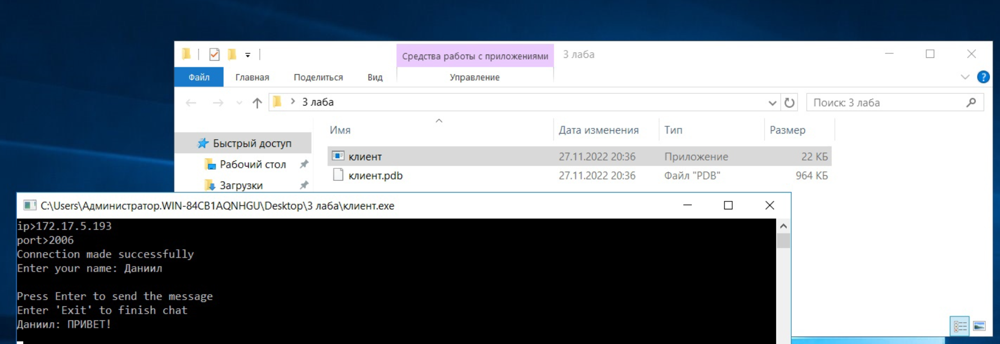 Средства работы с приложениями
3 лаба
Файл
Главная
Поделиться
Вид
Управление
3 лаба
Поиск: 3 лаба
Имя
Дата изменения
Тип
Размер
Быстрый доступ
Рабочий стол
Загрузки
клиент 27.11.2022 20:36 Приложение 22 КБ
клиент.pdb 27.11.2022 20:36 Файл "PDB" 964 КБ
C:\Users\Администратор.WIN-84CB1AQNHGU\Desktop\3 лаба\клиент.exe
ip>172.17.5.193
port>2006
Connection made successfully
Enter your name: Даниил
Press Enter to send the message
Enter 'Exit' to finish chat
Даниил: ПРИВЕТ!